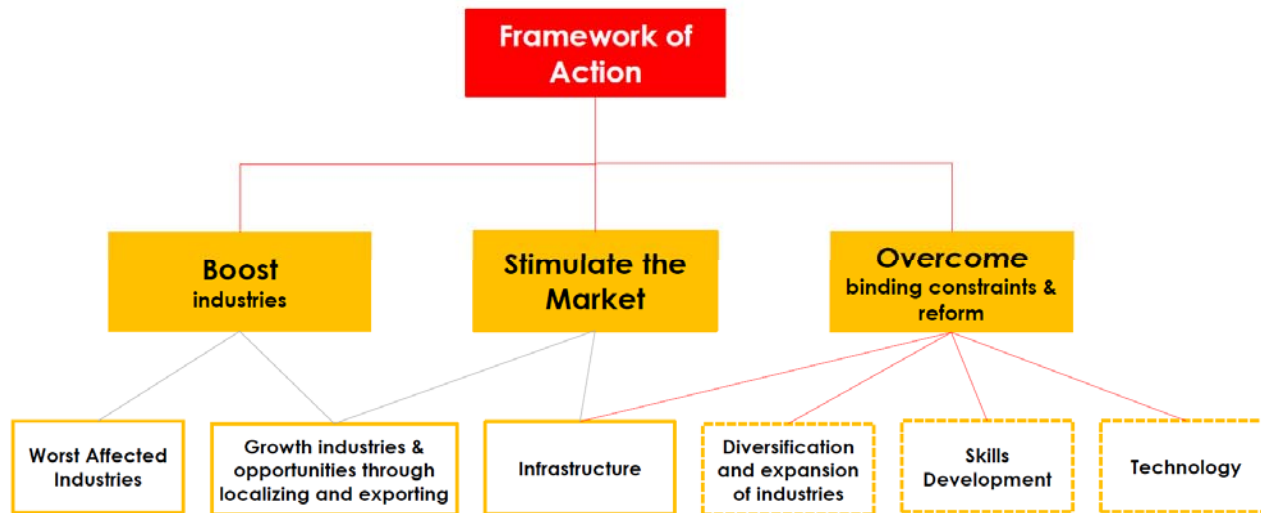 Framework of
Action
Boost
industries
Stimulate the
Market
Overcome
binding constraints &
reform
Worst Affected
Industries
Growth industries &
opportunities through
localizing and exporting
Infrastructure
Diversification
and expansion
of industries
Skills
Development
Technology